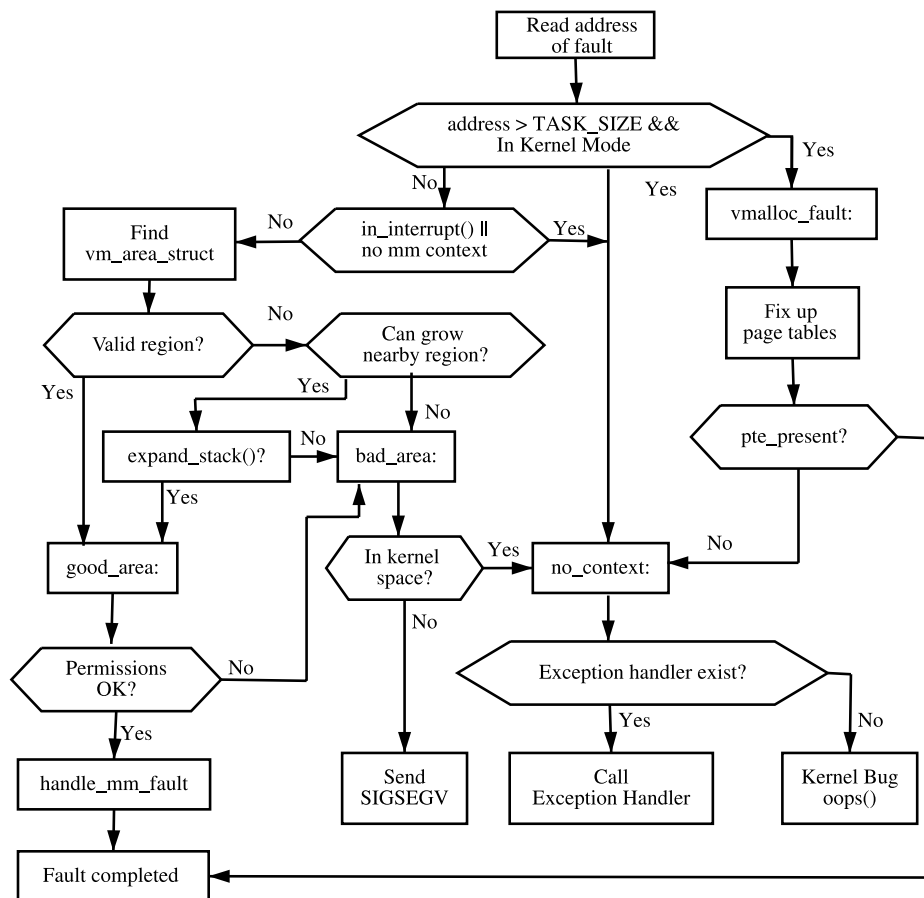 Read address
of fault
address > TASK_SIZE &&
In Kernel Mode
Yes
No
Yes
vmalloc_fault:
Find
vm_area_struct
No
in_interrupt() ||
no mm context
Yes
Fix up
page tables
Valid region?
No
Can grow
nearby region?
Yes
Yes
No
pte_present?
expand_stack()?
No
bad_area:
Yes
good_area:
In kernel
space?
Yes
no_context:
No
No
Permissions
OK?
No
Exception handler exist?
Yes
Yes
No
handle_mm_fault
Send
SIGSEGV
Call
Exception Handler
Kernel Bug
oops()
Fault completed